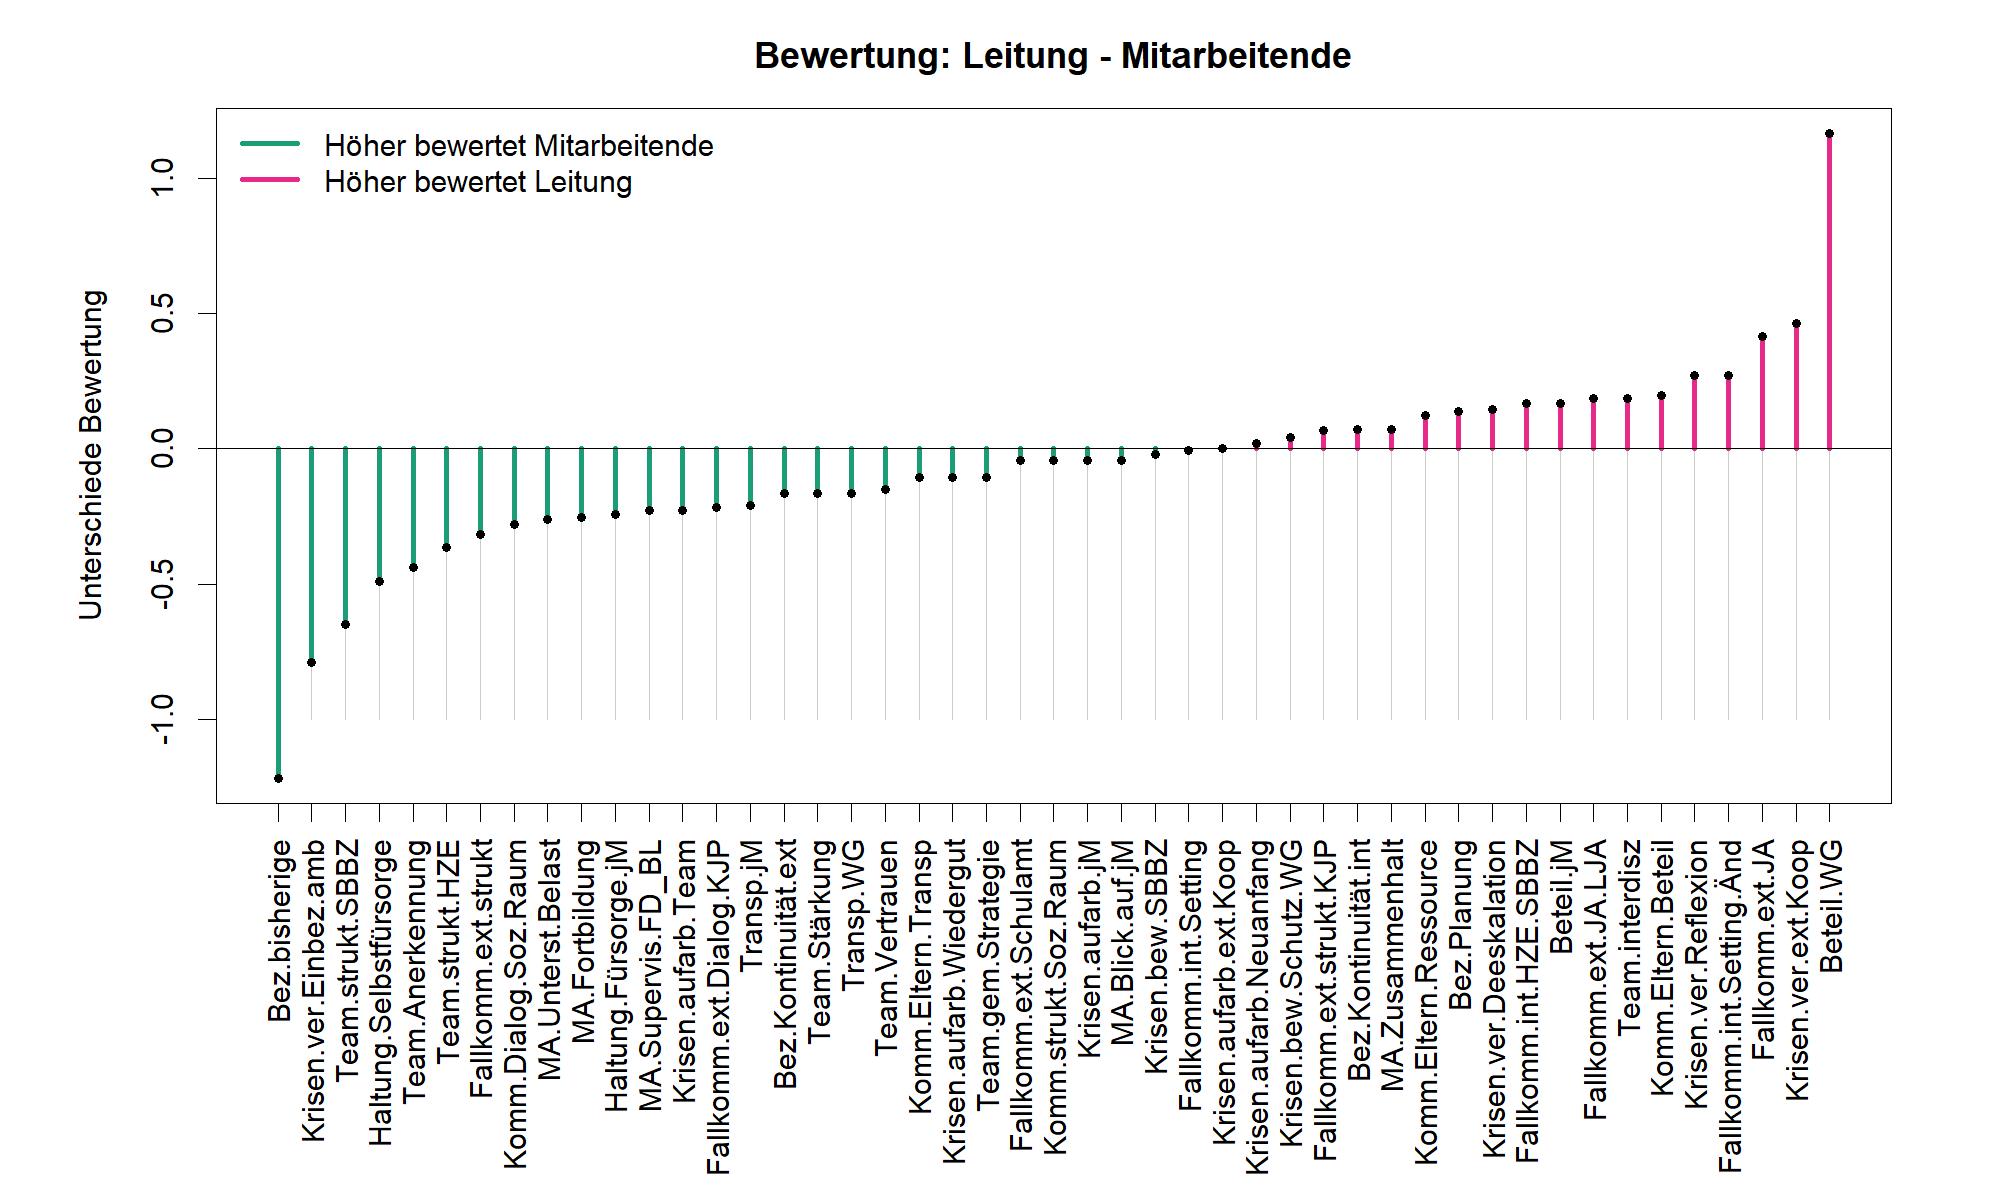 Bewertung: Leitung - Mitarbeitende
Höher bewertet Mitarbeitende
Höher bewertet Leitung
Unterschiede Bewertung
1.0
0.5
0.0
-0.5
-1.0
Bez.bisherige
Krisen.ver.Einbez.amb
Team.strukt.SBBZ
Haltung.Selbstfürsorge
Team.Anerkennung
Team.strukt.HZE
Fallkomm.ext.strukt
Komm.Dialog.Soz.Raum
MA.Unterst.Belast
MA.Fortbildung
Haltung.Fürsorge.jM
MA.Supervis.FD_BL
Krisen.aufarb.Team
Fallkomm.ext.Dialog.KJP
Transp.jM
Bez.Kontinuität.ext
Team.Stärkung
Transp.WG
Team.Vertrauen
Komm.Eltern.Transp
Krisen.aufarb.Wiedergut
Team.gem.Strategie
Fallkomm.ext.Schulamt
Komm.strukt.Soz.Raum
Krisen.aufarb.jM
MA.Blick.auf.jM
Krisen.bew.SBBZ
Fallkomm.int.Setting
Krisen.aufarb.ext.Koop
Krisen.aufarb.Neuanfang
Krisen.bew.Schutz.WG
Fallkomm.ext.strukt.KJP
Bez.Kontinuität.int
MA.Zusammenhalt
Komm.Eltern.Ressource
Bez.Planung
Krisen.ver.Deeskalation
Fallkomm.int.HZE.SBBZ
Beteil.jM
Fallkomm.ext.JA.LJA
Team.interdisz
Komm.Eltern.Beteil
Krisen.ver.Reflexion
Fallkomm.int.Setting.Änd
Fallkomm.ext.JA
Krisen.ver.ext.Koop
Beteil.WG